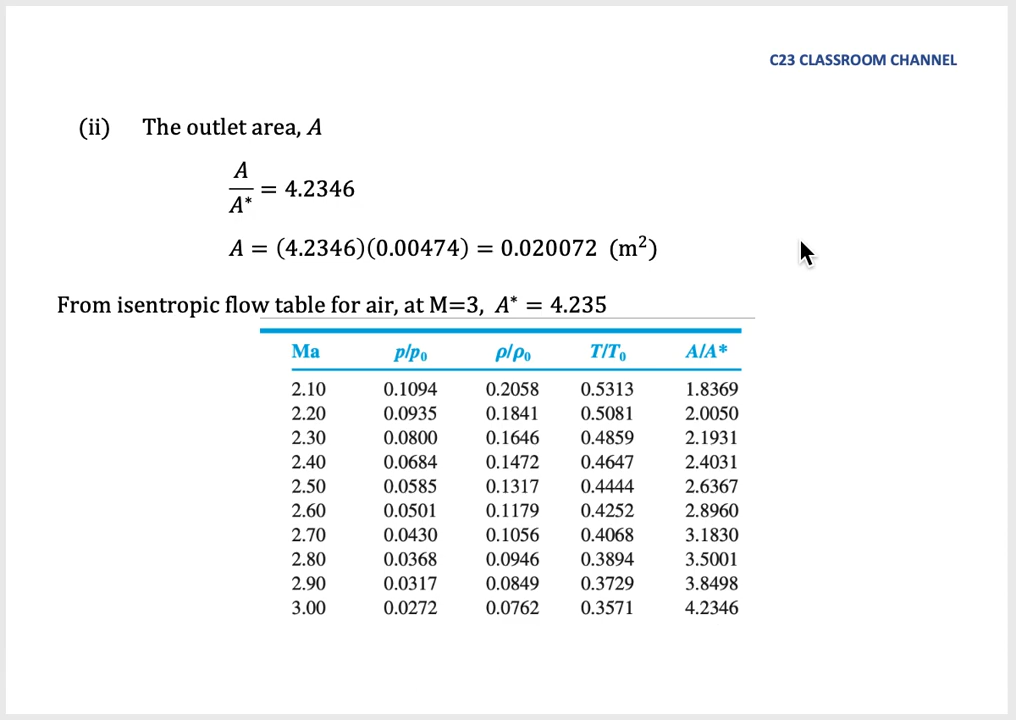 C23 CLASSROOM CHANNEL
(ii) The outlet area, A
A/A* = 4.2346
A = (4.2346)(0.00474) = 0.020072 (m²)
From isentropic flow table for air, at M=3, A* = 4.235
Ma p/p₀ ρ/ρ₀ T/T₀ A/A*
2.10 0.1094 0.2058 0.5313 1.8369
2.20 0.0935 0.1841 0.5081 2.0050
2.30 0.0800 0.1646 0.4859 2.1931
2.40 0.0684 0.1472 0.4647 2.4031
2.50 0.0585 0.1317 0.4444 2.6367
2.60 0.0501 0.1179 0.4252 2.8960
2.70 0.0430 0.1056 0.4068 3.1830
2.80 0.0368 0.0946 0.3894 3.5001
2.90 0.0317 0.0849 0.3729 3.8498
3.00 0.0272 0.0762 0.3571 4.2346